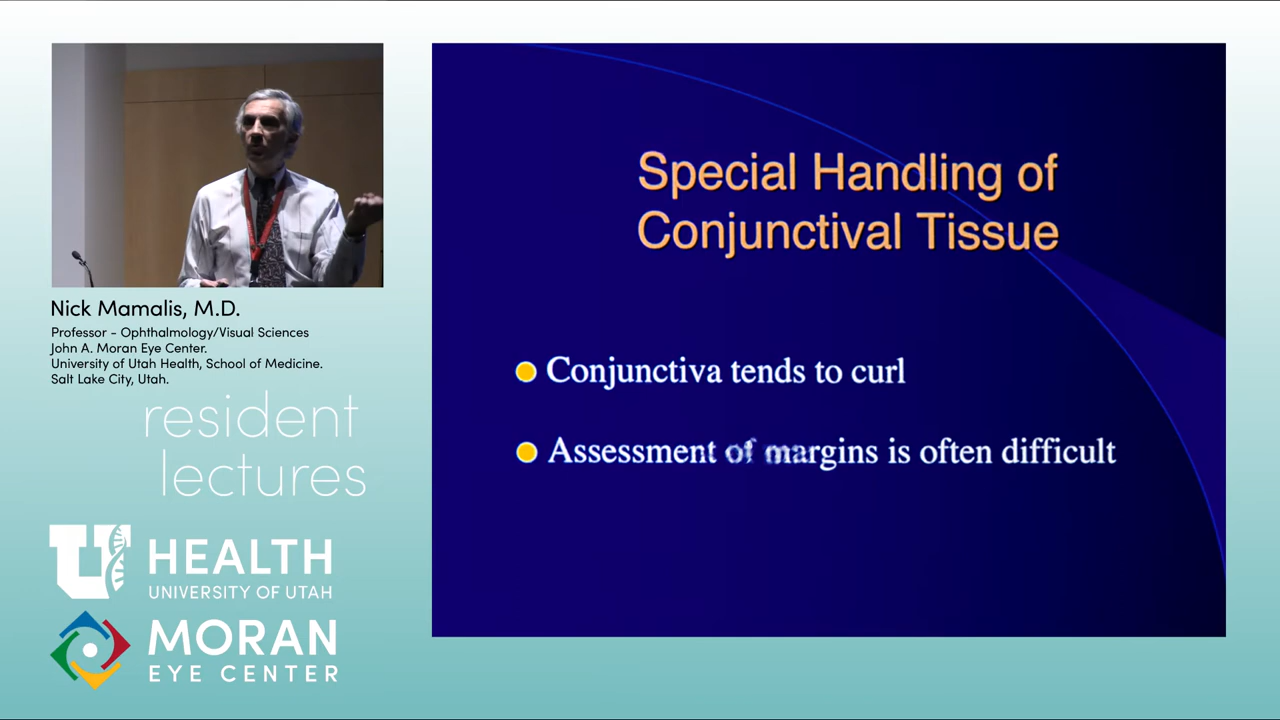 Nick Mamalis, M.D.
Professor - Ophthalmology/Visual Sciences
John A. Moran Eye Center.
University of Utah Health, School of Medicine.
Salt Lake City, Utah.
resident
lectures
U HEALTH
UNIVERSITY OF UTAH
MORAN
EYE CENTER
Special Handling of
Conjunctival Tissue
Conjunctiva tends to curl
Assessment of margins is often difficult